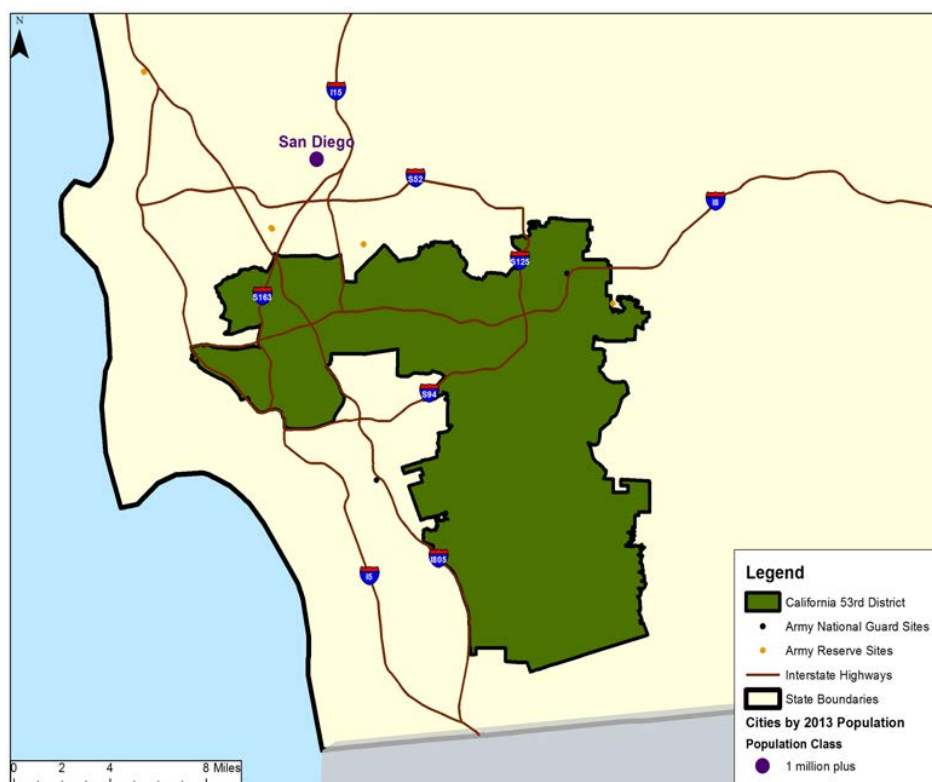 N
I15
San Diego
S52
I8
S125
S163
S94
I805
I5
Legend
California 53rd District
Army National Guard Sites
Army Reserve Sites
Interstate Highways
State Boundaries
Cities by 2013 Population
Population Class
1 million plus
0 2 4 8 Miles